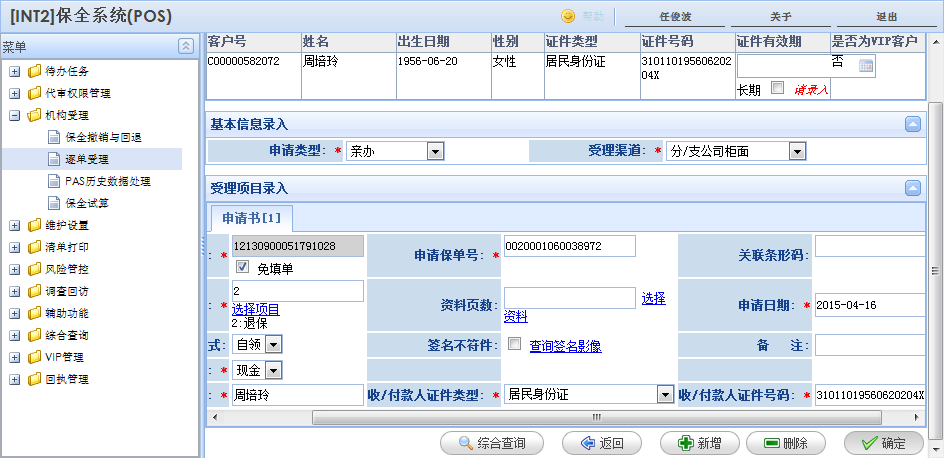 [INT2]保全系统(POS)
帮助
任俊波
关于
退出
菜单
待办任务
代审权限管理
机构受理
保全撤销与回退
逐单受理
PAS历史数据处理
保全试算
维护设置
清单打印
风险管控
调查回访
辅助功能
综合查询
VIP管理
回执管理
客户号 姓名 出生日期 性别 证件类型 证件号码 证件有效期 是否为VIP客户
C00000582072 周培玲 1956-06-20 女性 居民身份证 310110195606202 否
04X
长期 请录入
基本信息录入
申请类型: * 亲办 受理渠道: * 分/支公司柜面
受理项目录入
申请书[1]
: * 12130900051791028 申请保单号: * 0020001060038972 关联条形码:
免填单
: * 2 资料页数: 选择 申请日期: * 2015-04-16
选择项目 资料
2:退保
式: 自领 签名不符件: 查询签名影像 备 注:
: * 现金
: * 周培玲 收/付款人证件类型: * 居民身份证 收/付款人证件号码: * 31011019560620204X
综合查询 返回 新增 删除 确定